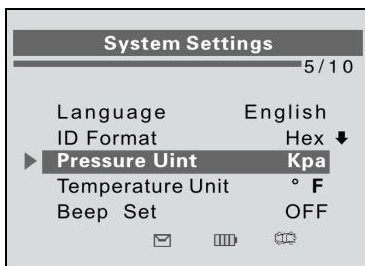 System Settings
5/10
Language English
ID Format Hex
Pressure Uint Kpa
Temperature Unit ° F
Beep Set OFF